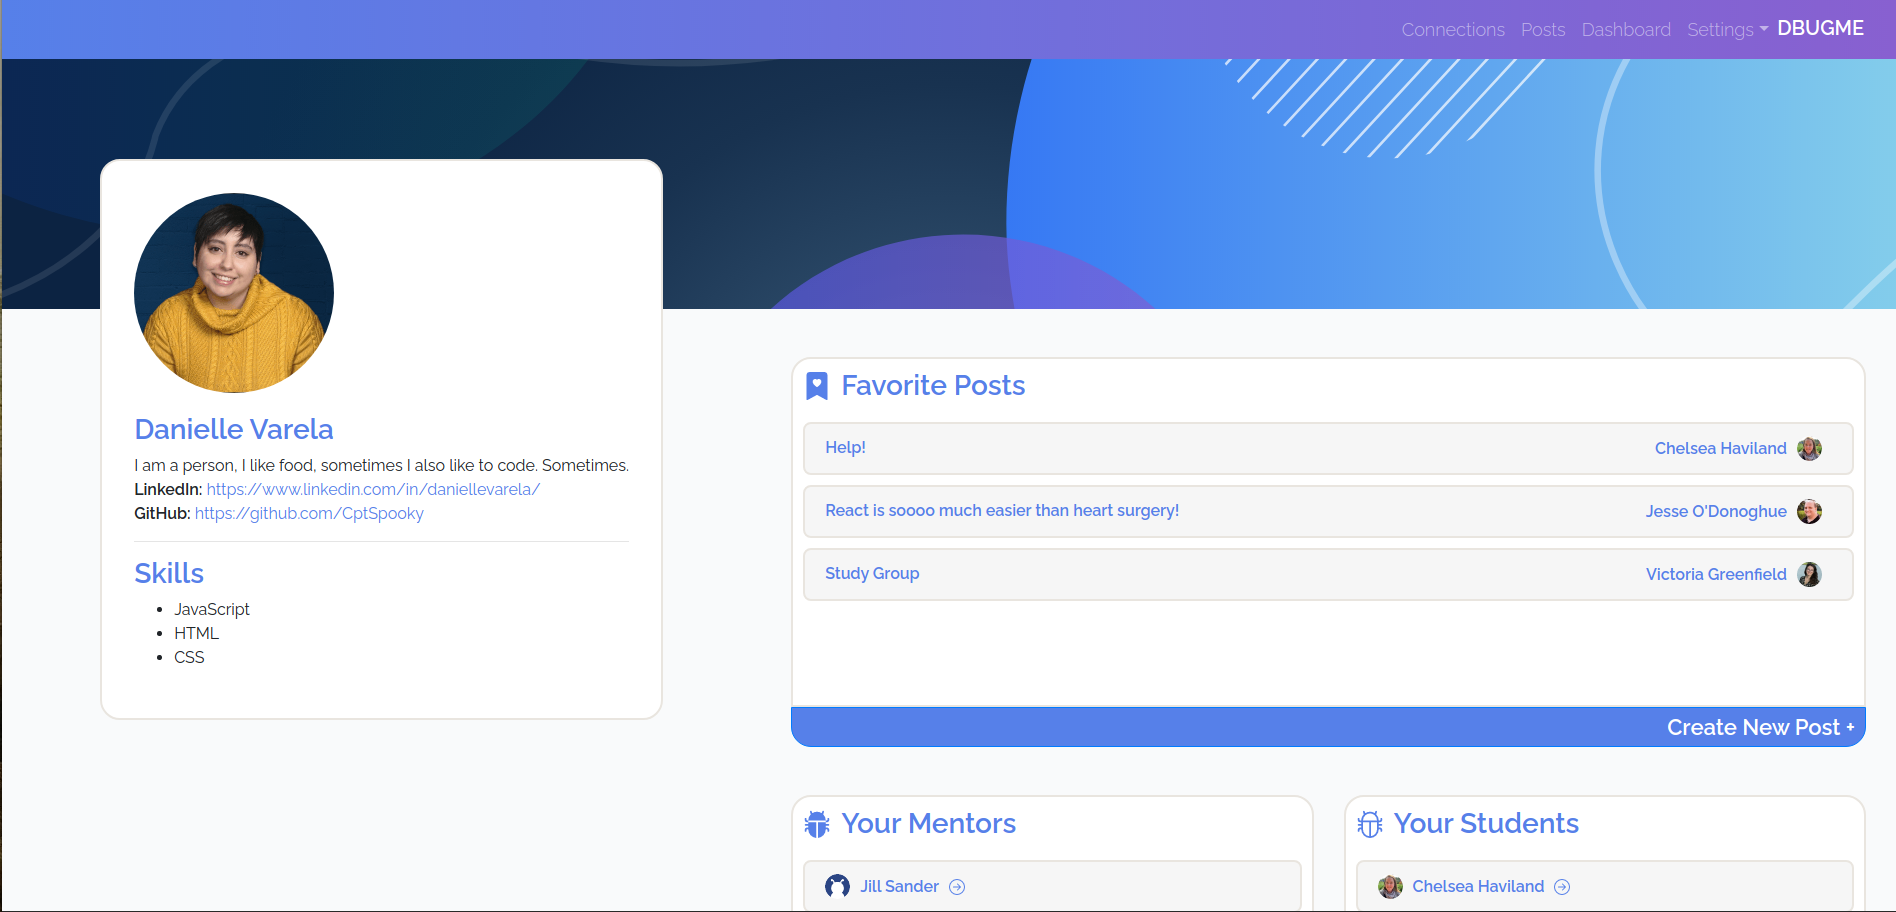 Connections Posts Dashboard Settings DBUGME
Danielle Varela
I am a person, I like food, sometimes I also like to code. Sometimes.
LinkedIn: https://www.linkedin.com/in/daniellevarela/
GitHub: https://github.com/CptSpooky
Skills
JavaScript
HTML
CSS
Favorite Posts
Help! Chelsea Haviland
React is soooo much easier than heart surgery! Jesse O'Donoghue
Study Group Victoria Greenfield
Create New Post +
Your Mentors
Jill Sander
Your Students
Chelsea Haviland